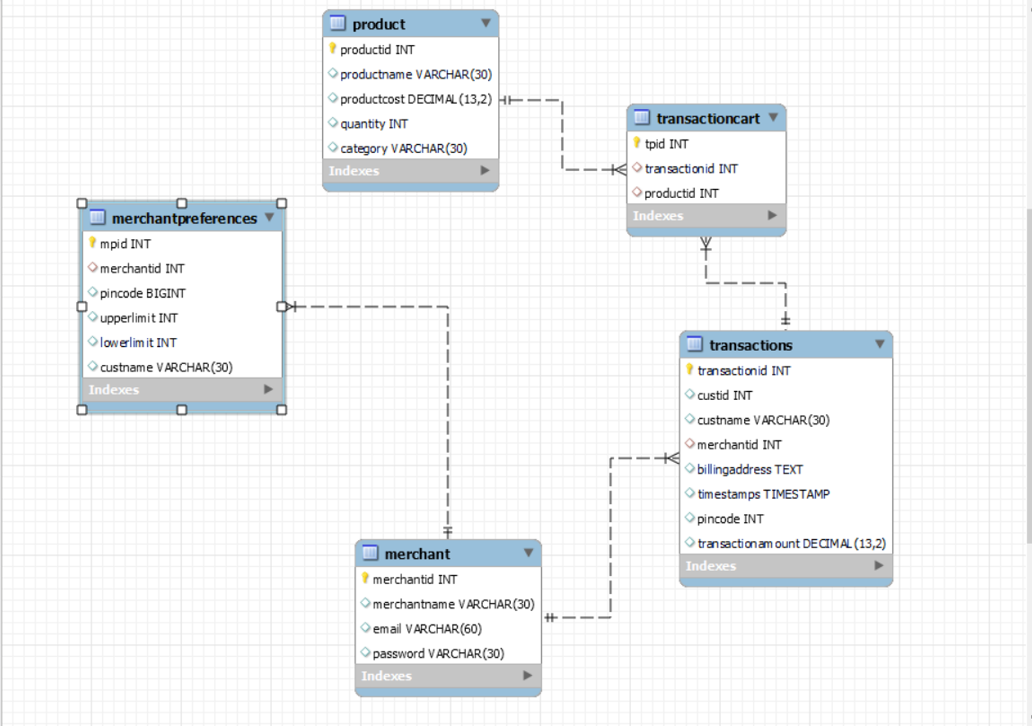 product
productid INT
productname VARCHAR(30)
productcost DECIMAL(13,2)
quantity INT
category VARCHAR(30)
Indexes
transactioncart
tpid INT
transactionid INT
productid INT
Indexes
merchantpreferences
mpid INT
merchantid INT
pincode BIGINT
upperlimit INT
lowerlimit INT
custname VARCHAR(30)
Indexes
transactions
transactionid INT
custid INT
custname VARCHAR(30)
merchantid INT
billingaddress TEXT
timestamps TIMESTAMP
pincode INT
transactionamount DECIMAL(13,2)
Indexes
merchant
merchantid INT
merchantname VARCHAR(30)
email VARCHAR(60)
password VARCHAR(30)
Indexes